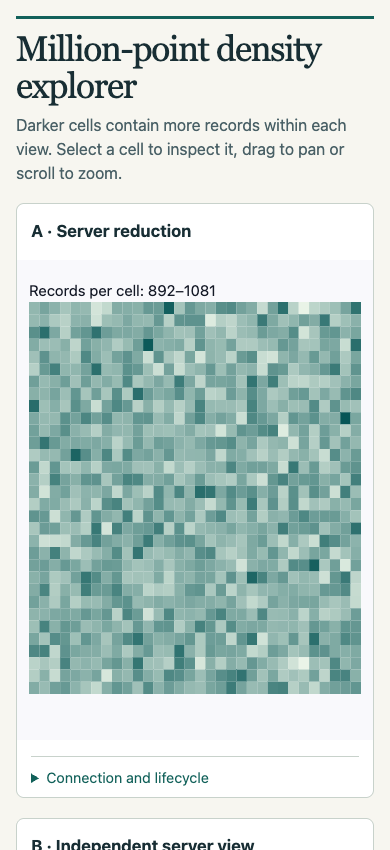 Million-point density
explorer
Darker cells contain more records within each
view. Select a cell to inspect it, drag to pan or
scroll to zoom.
A · Server reduction
Records per cell: 892–1081
Connection and lifecycle
B · Independent server view